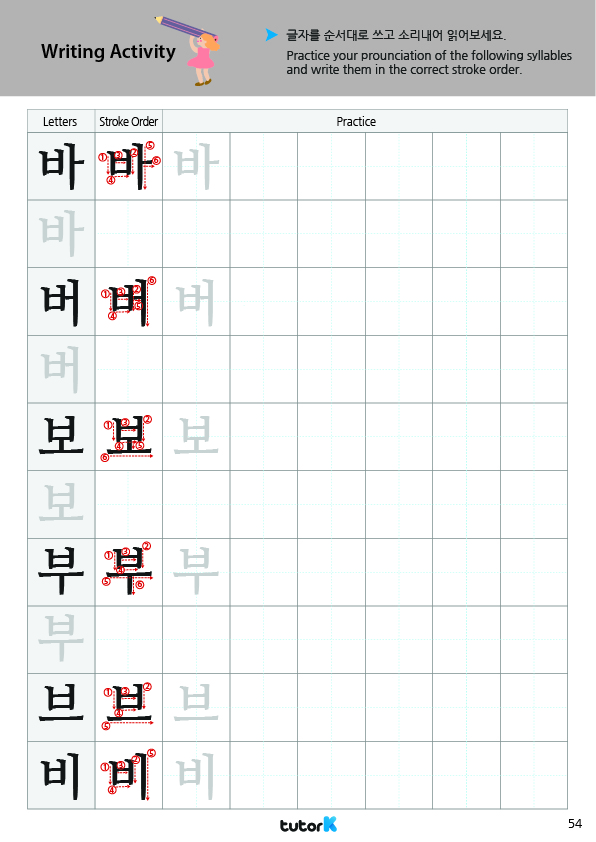 Writing Activity
글자를 순서대로 쓰고 소리내어 읽어보세요.
Practice your prounciation of the following syllables
and write them in the correct stroke order.
Letters Stroke Order Practice
바 ① ② ③ ④ ⑤ ⑥ 바 바
바
버 ① ② ③ ④ ⑤ ⑥ 버 버
버
보 ① ② ③ ④ ⑤ ⑥ 보 보
보
부 ① ② ③ ④ ⑤ ⑥ 부 부
부
브 ① ② ③ ④ ⑤ 브 브
비 ① ② ③ ④ ⑤ 비 비
tutorK
54